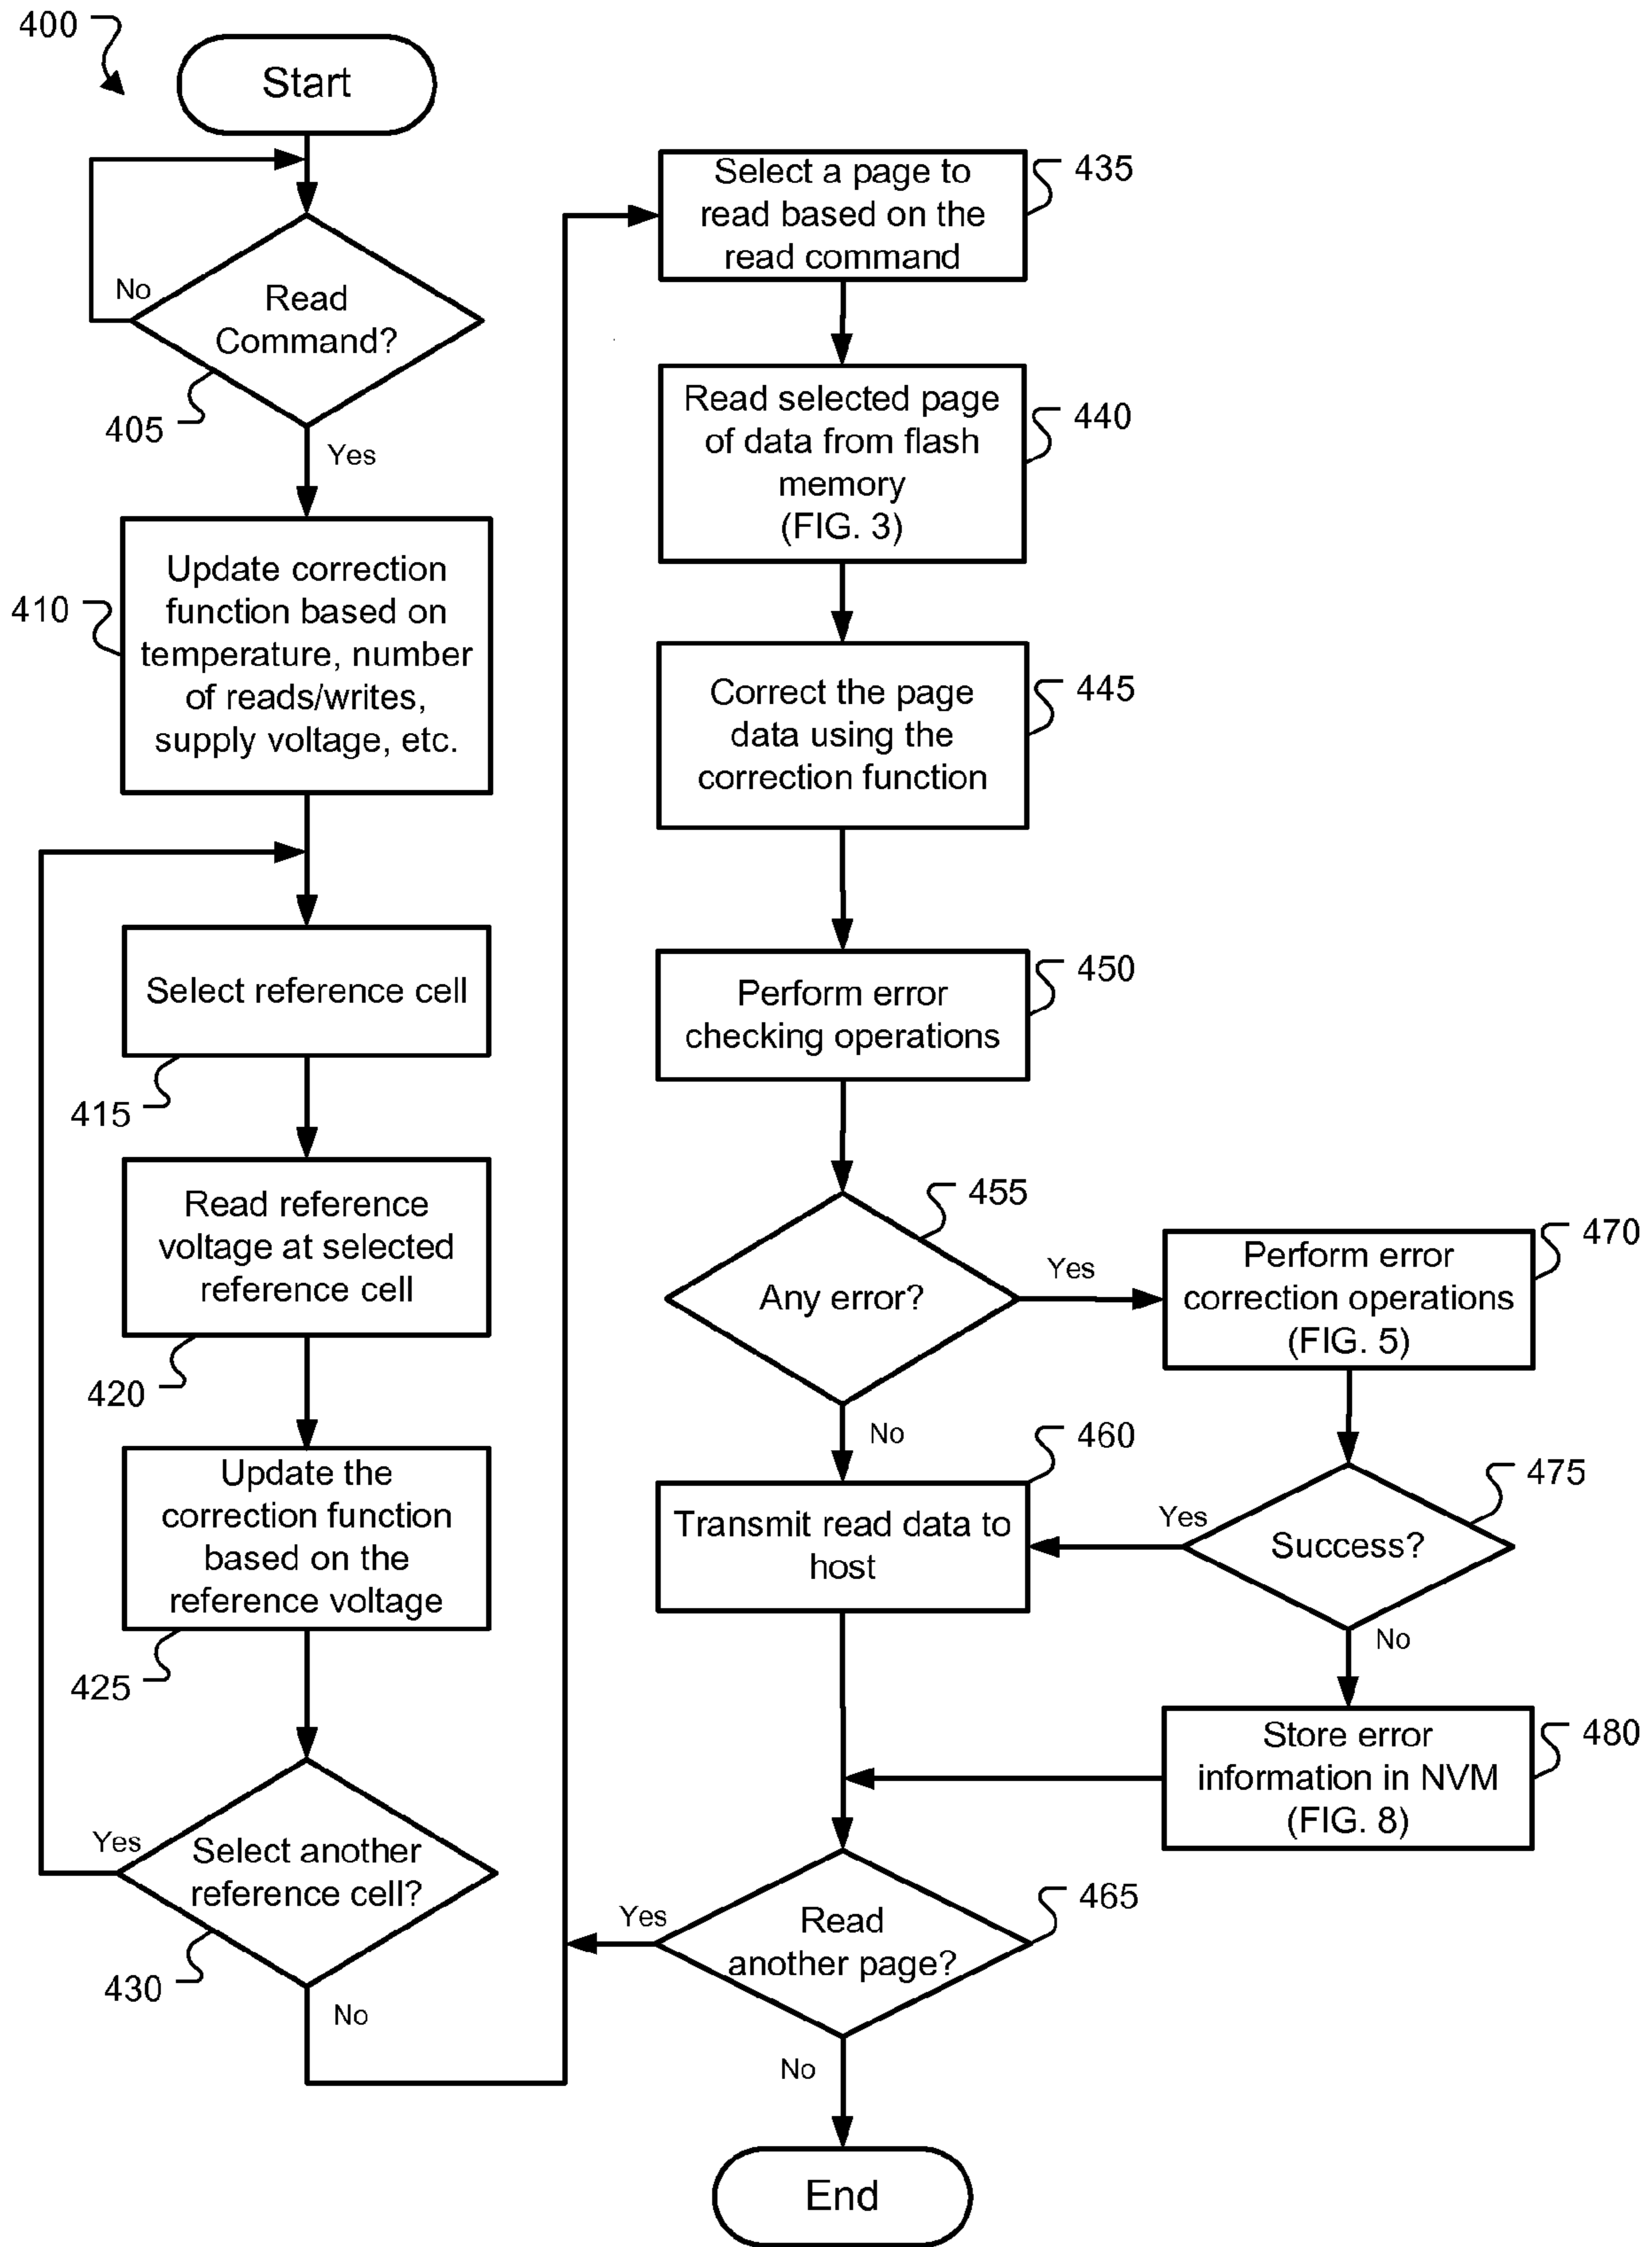 400
Start
No
Read
Command?
405
Yes
410
Update correction
function based on
temperature, number
of reads/writes,
supply voltage, etc.
Select reference cell
415
Read reference
voltage at selected
reference cell
420
Update the
correction function
based on the
reference voltage
425
Yes
Select another
reference cell?
430
No
Select a page to
read based on the
read command
435
Read selected page
of data from flash
memory
(FIG. 3)
440
Correct the page
data using the
correction function
445
Perform error
checking operations
450
455
Any error?
Yes
No
Perform error
correction operations
(FIG. 5)
470
Transmit read data to
host
460
Yes
Success?
475
No
Store error
information in NVM
(FIG. 8)
480
Yes
Read
another page?
465
No
End